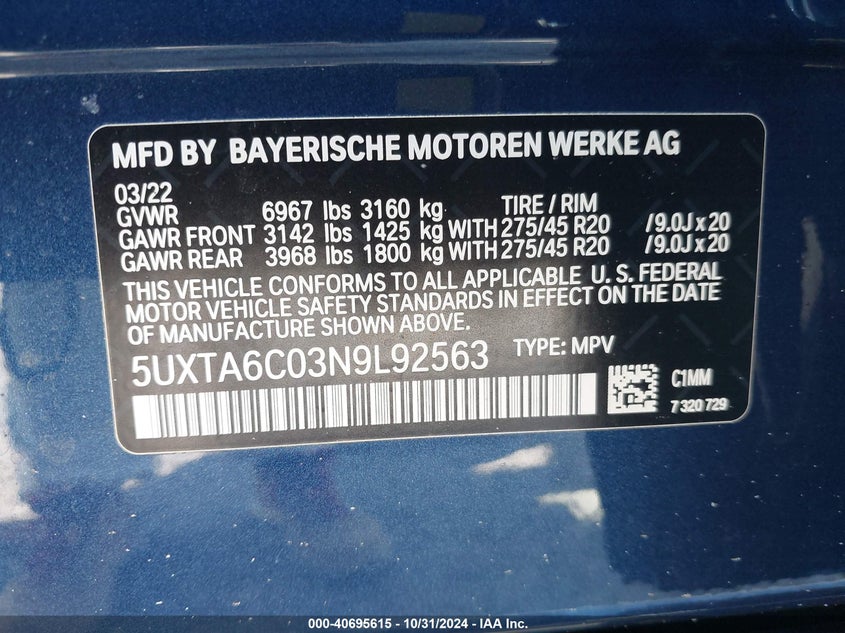 MFD BY BAYERISCHE MOTOREN WERKE AG
03/22 TIRE / RIM
GVWR 6967 lbs 3160 kg
GAWR FRONT 3142 lbs 1425 kg WITH 275/45 R20 /9.0J x 20
GAWR REAR 3968 lbs 1800 kg WITH 275/45 R20 /9.0J x 20
THIS VEHICLE CONFORMS TO ALL APPLICABLE U. S. FEDERAL
MOTOR VEHICLE SAFETY STANDARDS IN EFFECT ON THE DATE
OF MANUFACTURE SHOWN ABOVE.
5UXTA6C03N9L92563 TYPE: MPV
C1MM
7 320 729
000-40695615 - 10/31/2024 - IAA Inc.